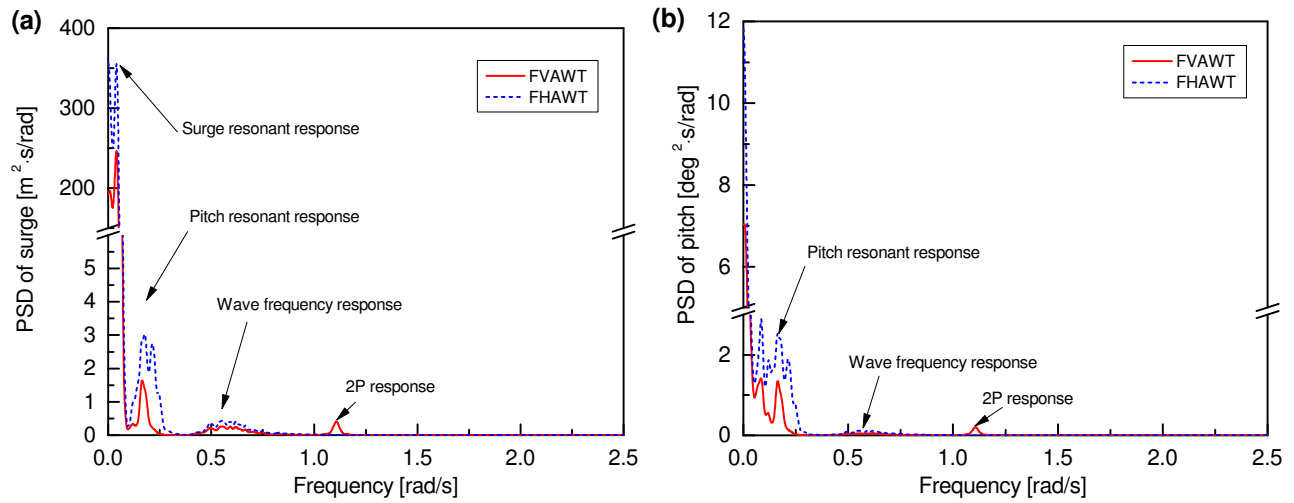 (a)
400
300
200
5
4
3
2
1
0
PSD of surge [m²·s/rad]
FVAWT
FHAWT
Surge resonant response
Pitch resonant response
Wave frequency response
2P response
0.0 0.5 1.0 1.5 2.0 2.5
Frequency [rad/s]
(b)
12
10
8
6
2
0
PSD of pitch [deg²·s/rad]
FVAWT
FHAWT
Pitch resonant response
Wave frequency response
2P response
0.0 0.5 1.0 1.5 2.0 2.5
Frequency [rad/s]